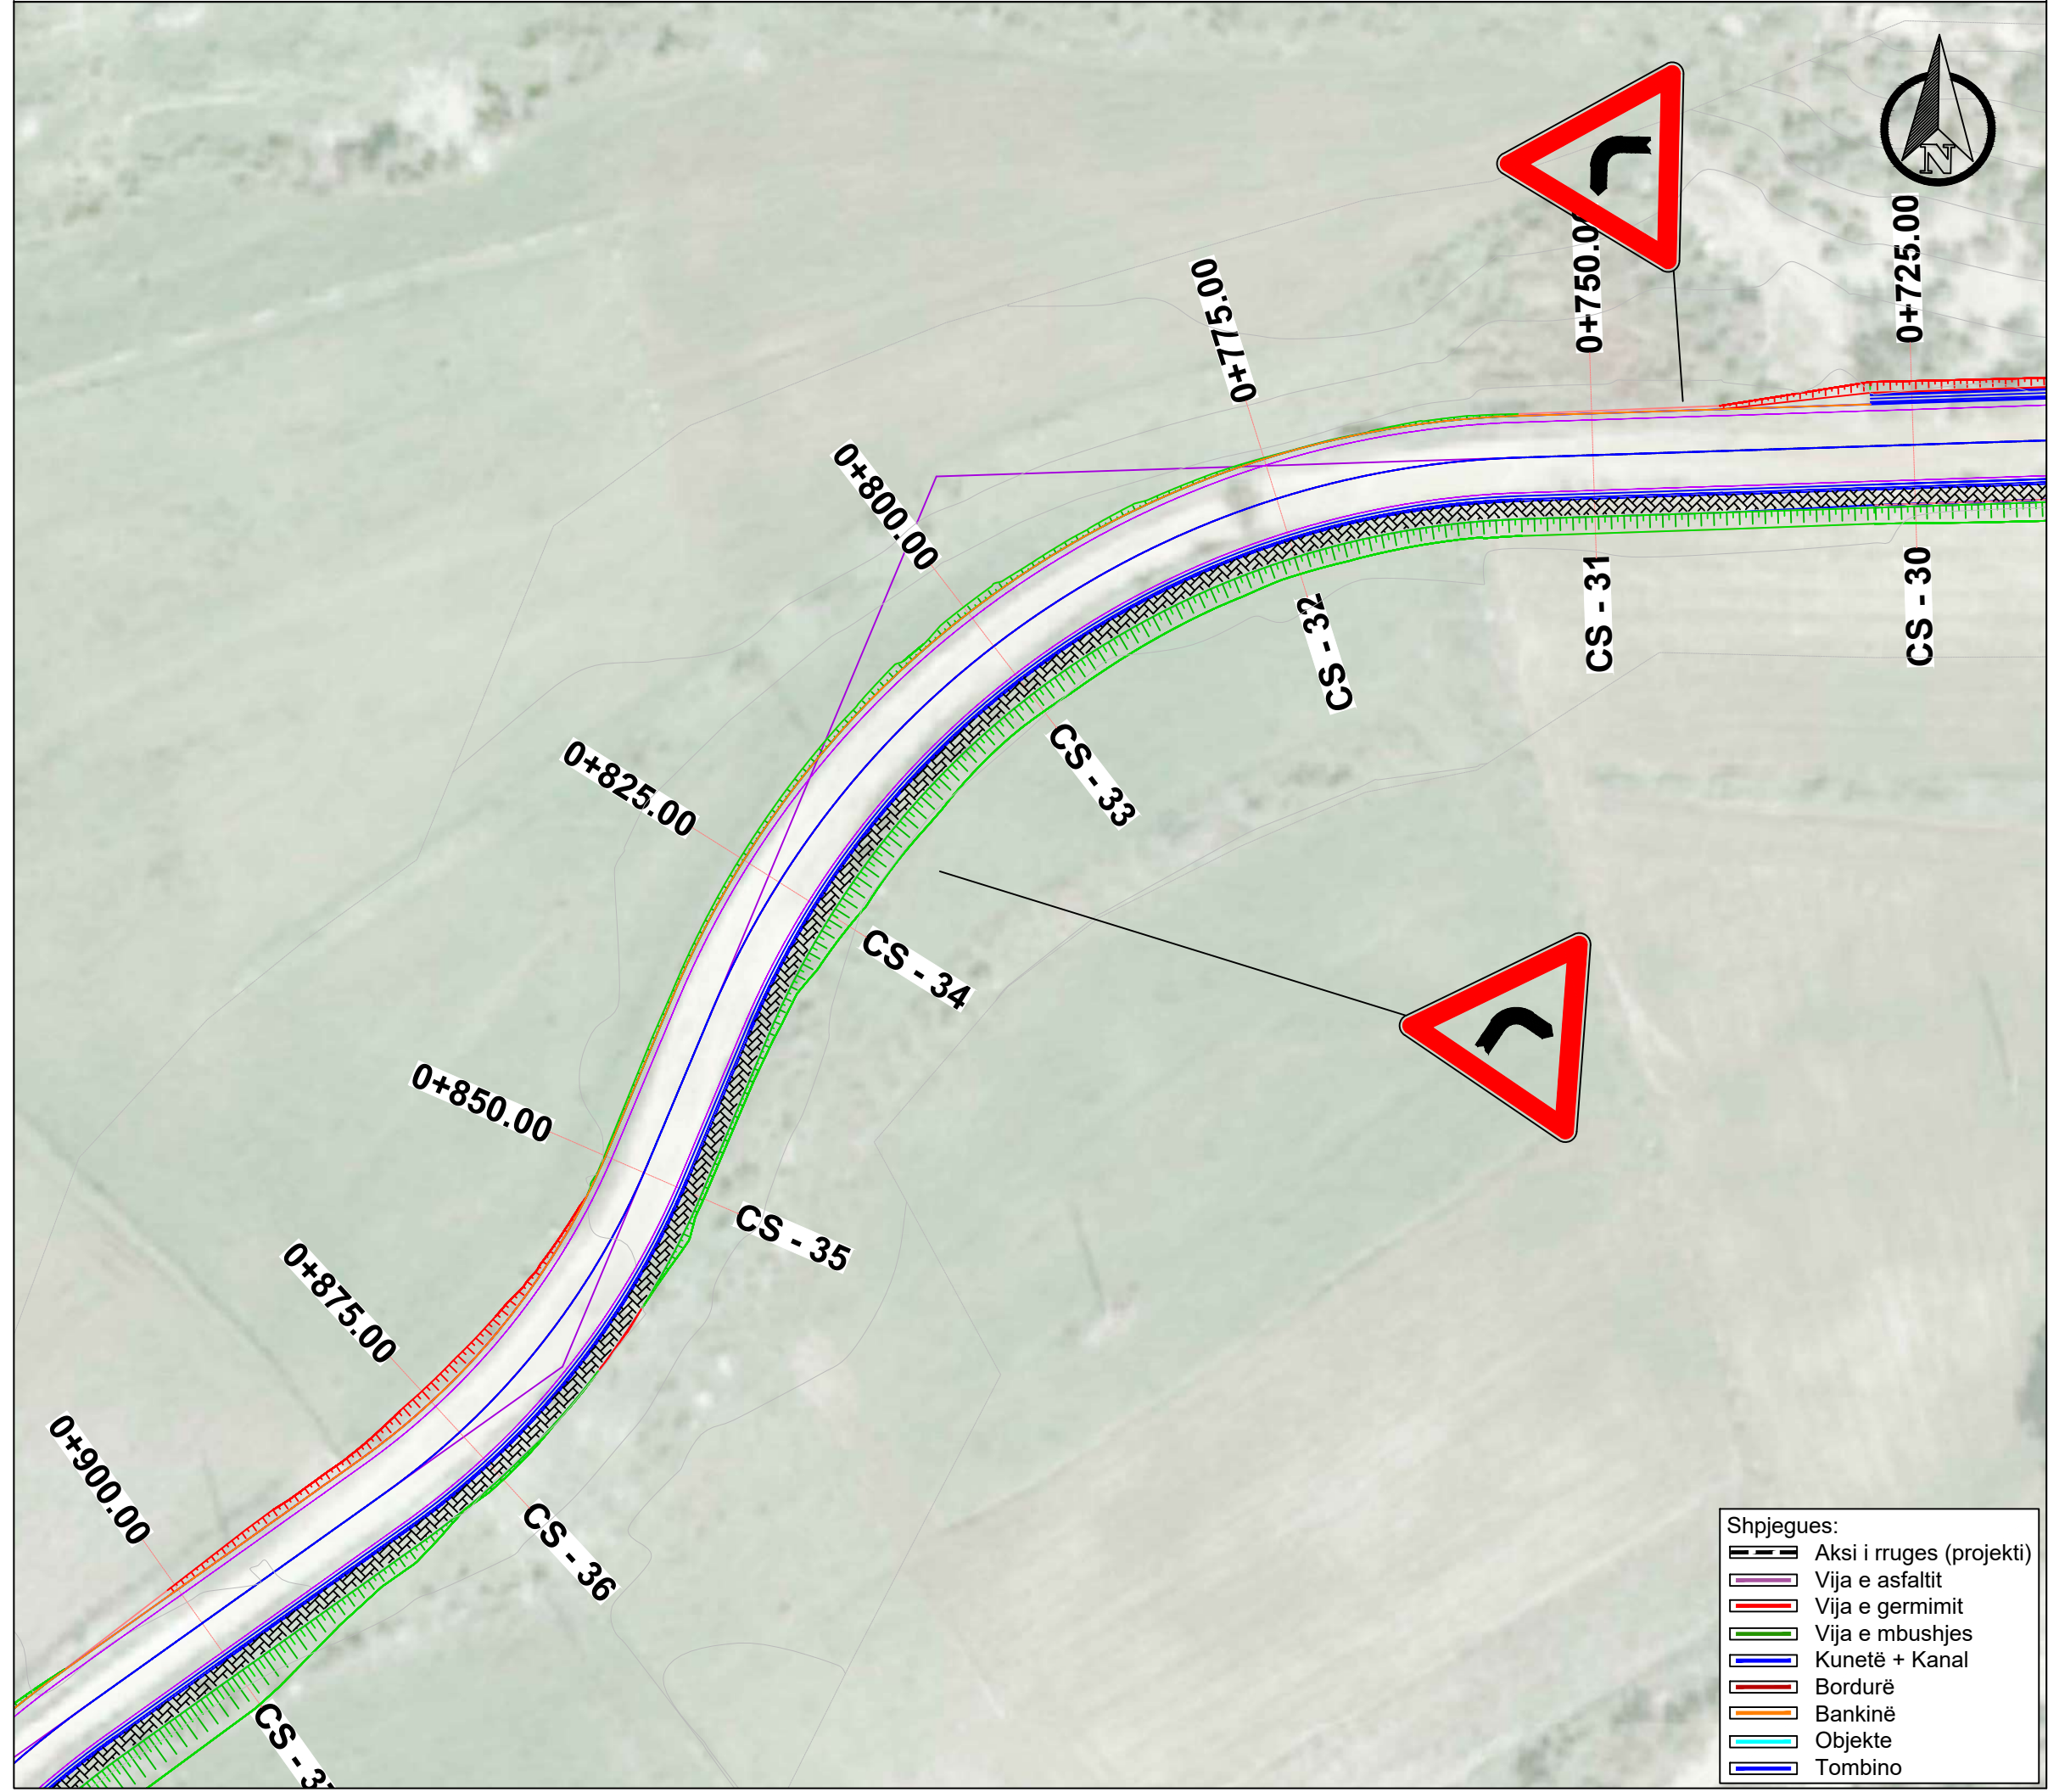 N
0+725.00
0+750.0
0+775.00
0+800.00
0+825.00
0+850.00
0+875.00
0+900.00
CS - 30
CS - 31
CS - 32
CS - 33
CS - 34
CS - 35
CS - 36
CS - 37
Shpjegues:
Aksi i rruges (projekti)
Vija e asfaltit
Vija e germimit
Vija e mbushjes
Kunetë + Kanal
Bordurë
Bankinë
Objekte
Tombino